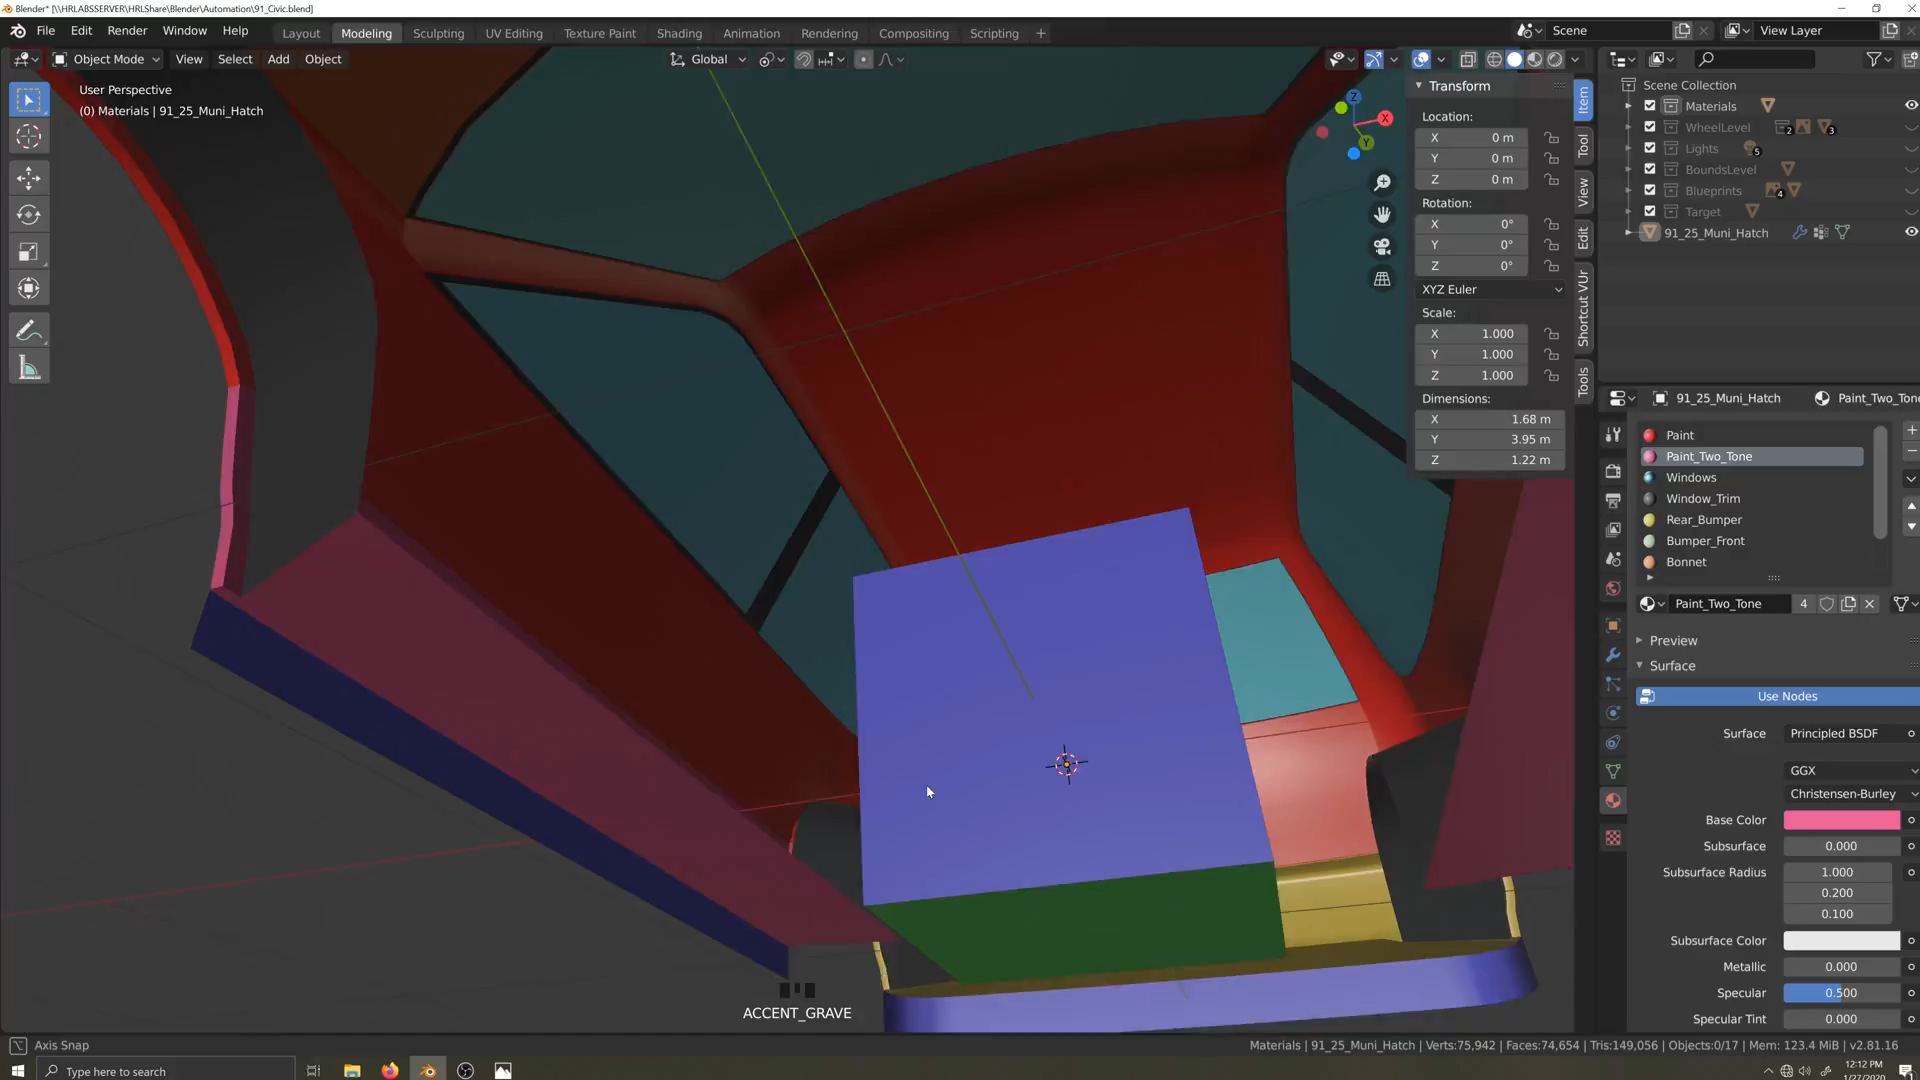 Blender* [\\HRLABSSERVER\HRLShare\Blender\Automation\91_Civic.blend]
File Edit Render Window Help
Layout Modeling Sculpting UV Editing Texture Paint Shading Animation Rendering Compositing Scripting +
Scene View Layer
Object Mode View Select Add Object
Global
User Perspective
(0) Materials | 91_25_Muni_Hatch
Transform
Location:
X 0 m
Y 0 m
Z 0 m
Rotation:
X 0°
Y 0°
Z 0°
XYZ Euler
Scale:
X 1.000
Y 1.000
Z 1.000
Dimensions:
X 1.68 m
Y 3.95 m
Z 1.22 m
Item
Tool
View
Edit
Shortcut VUr
Tools
Z
X
Y
Scene Collection
Materials
WheelLevel 2 3
Lights 5
BoundsLevel
Blueprints 4
Target
91_25_Muni_Hatch
91_25_Muni_Hatch Paint_Two_Tone
Paint
Paint_Two_Tone
Windows
Window_Trim
Rear_Bumper
Bumper_Front
Bonnet
Paint_Two_Tone 4
Preview
Surface
Use Nodes
Surface Principled BSDF
GGX
Christensen-Burley
Base Color
Subsurface 0.000
Subsurface Radius 1.000
0.200
0.100
Subsurface Color
Metallic 0.000
Specular 0.500
Specular Tint 0.000
ACCENT_GRAVE
Axis Snap
Materials | 91_25_Muni_Hatch | Verts:75,942 | Faces:74,654 | Tris:149,056 | Objects:0/17 | Mem: 123.4 MiB | v2.81.16
Type here to search
12:12 PM
1/27/2020